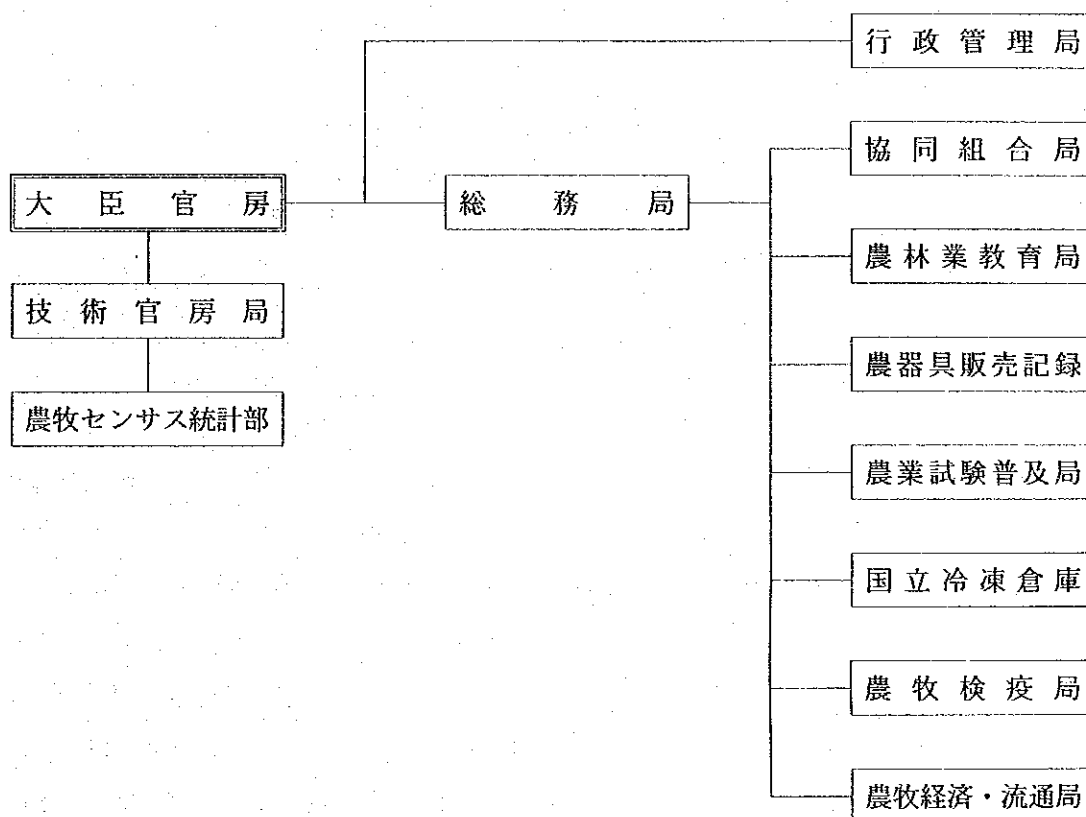 行政管理局
協同組合局
大臣官房
総務局
農林業教育局
技術官房局
農器具販売記録
農牧センサス統計部
農業試験普及局
国立冷凍倉庫
農牧検疫局
農牧経済・流通局